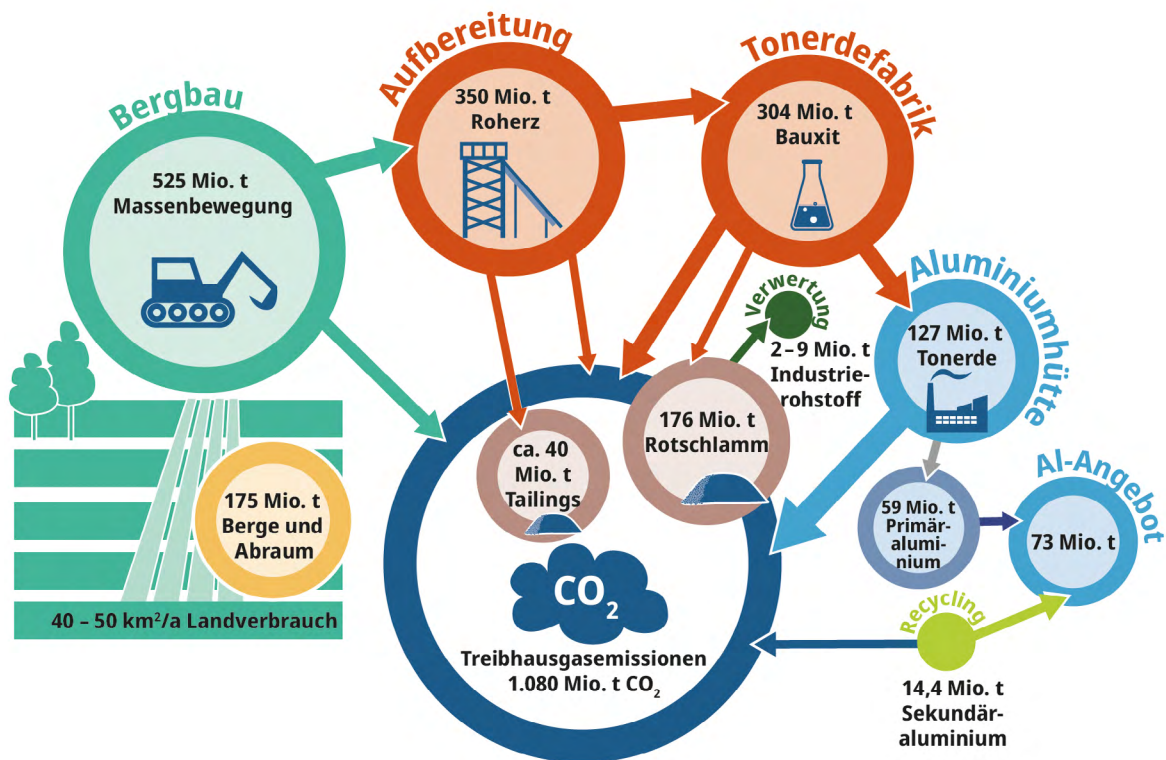 Bergbau
525 Mio. t
Massenbewegung
Aufbereitung
350 Mio. t
Roherz
Tonerdefabrik
304 Mio. t
Bauxit
Verwertung
2–9 Mio. t
Industrie-
rohstoff
Aluminiumhütte
127 Mio. t
Tonerde
175 Mio. t
Berge und
Abraum
40 – 50 km²/a Landverbrauch
ca. 40
Mio. t
Tailings
176 Mio. t
Rotschlamm
59 Mio. t
Primär-
alumi-
nium
Al-Angebot
73 Mio. t
CO₂
Treibhausgasemissionen
1.080 Mio. t CO₂
Recycling
14,4 Mio. t
Sekundär-
aluminium